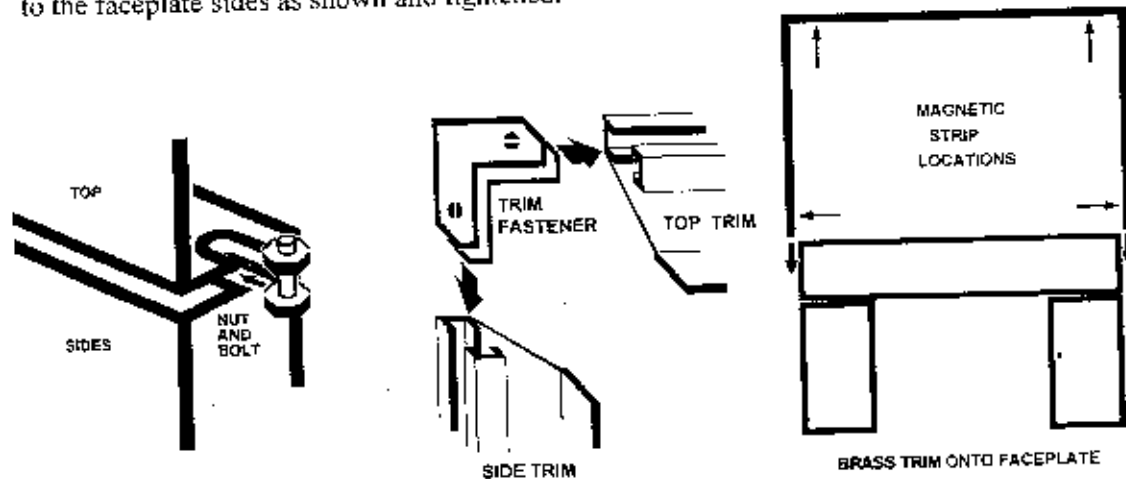 to the faceplate sides as shown and tightened.
TOP
SIDES
NUT
AND
BOLT
TRIM
FASTENER
TOP TRIM
SIDE TRIM
MAGNETIC
STRIP
LOCATIONS
BRASS TRIM ONTO FACEPLATE